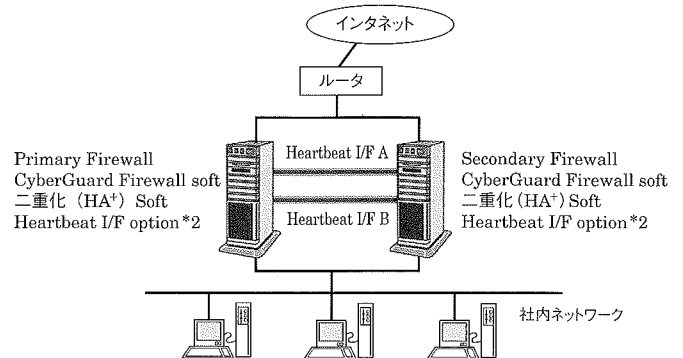 インタネット
ルータ
Primary Firewall
CyberGuard Firewall soft
二重化（HA+）Soft
Heartbeat I/F option*2
Heartbeat I/F A
Heartbeat I/F B
Secondary Firewall
CyberGuard Firewall soft
二重化（HA+）Soft
Heartbeat I/F option*2
社内ネットワーク